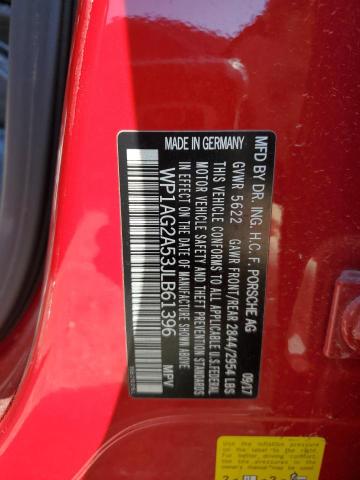 MFD BY DR. ING. H.C. F. PORSCHE AG
GVWR 5622 GAWR FRONT/REAR 2844/2954 LBS
09/17
THIS VEHICLE CONFORMS TO ALL APPLICABLE U.S. FEDERAL
MOTOR VEHICLE SAFETY AND THEFT PREVENTION STANDARDS
IN EFFECT ON THE DATE OF MANUFACTURE SHOWN ABOVE
WP1AG2A53JLB61396 MPV
MADE IN GERMANY
Use the